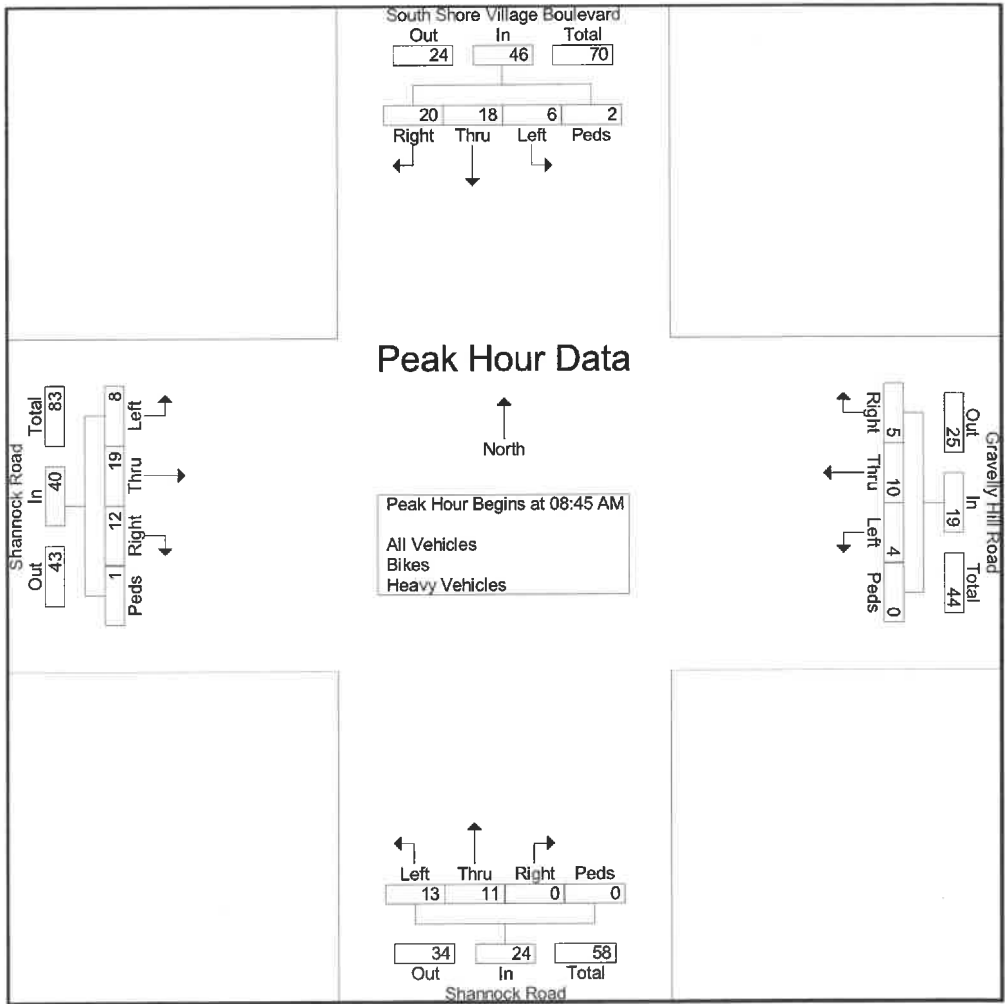 South Shore Village Boulevard
Out In Total
24 46 70
20 18 6 2
Right Thru Left Peds
Peak Hour Data
North
Peak Hour Begins at 08:45 AM
All Vehicles
Bikes
Heavy Vehicles
Shannock Road
Total In Out
83 40 43
8 19 12 1
Left Thru Right Peds
Gravelly Hill Road
Out In Total
25 19 44
5 10 4 0
Right Thru Left Peds
Left Thru Right Peds
13 11 0 0
34 24 58
Out In Total
Shannock Road